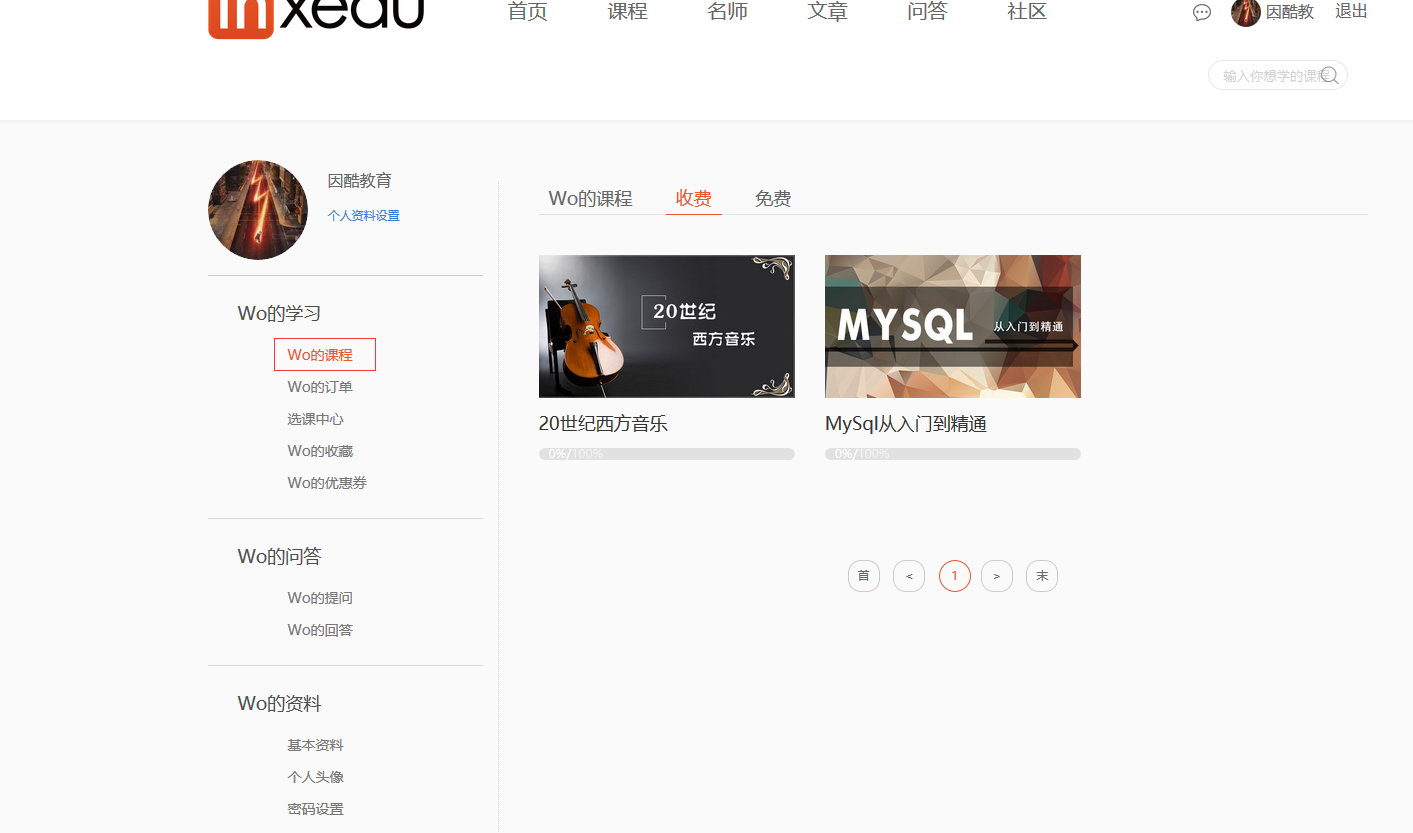 inxedu
首页 课程 名师 文章 问答 社区
因酷教 退出
输入你想学的课程
因酷教育
个人资料设置
Wo的学习
Wo的课程
Wo的订单
选课中心
Wo的收藏
Wo的优惠券
Wo的问答
Wo的提问
Wo的回答
Wo的资料
基本资料
个人头像
密码设置
Wo的课程 收费 免费
20世纪
西方音乐
20世纪西方音乐
0%/100%
MYSQL 从入门到精通
MySql从入门到精通
0%/100%
首 < 1 > 末